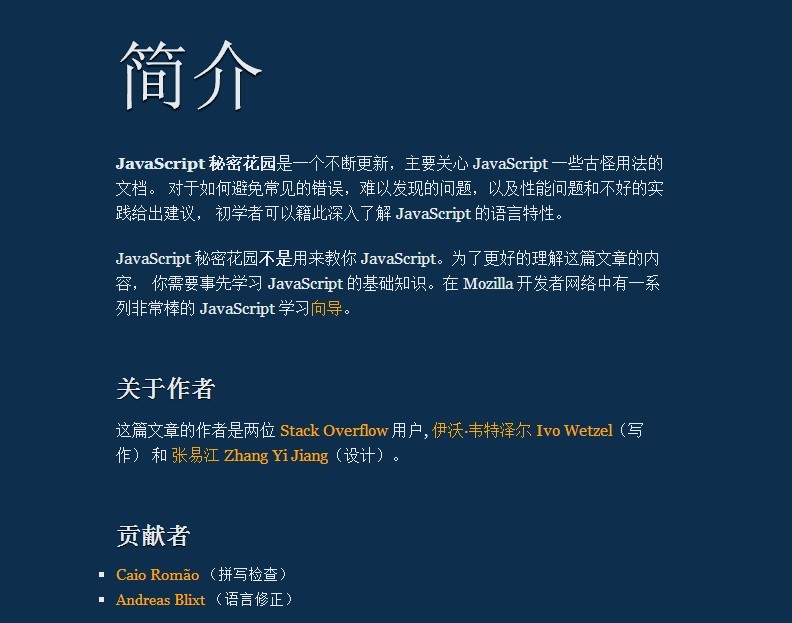 简介
JavaScript 秘密花园是一个不断更新，主要关心 JavaScript 一些古怪用法的
文档。 对于如何避免常见的错误，难以发现的问题，以及性能问题和不好的实
践给出建议， 初学者可以籍此深入了解 JavaScript 的语言特性。
JavaScript 秘密花园不是用来教你 JavaScript。为了更好的理解这篇文章的内
容， 你需要事先学习 JavaScript 的基础知识。在 Mozilla 开发者网络中有一系
列非常棒的 JavaScript 学习向导。
关于作者
这篇文章的作者是两位 Stack Overflow 用户, 伊沃·韦特泽尔 Ivo Wetzel（写
作） 和 张易江 Zhang Yi Jiang（设计）。
贡献者
Caio Romão （拼写检查）
Andreas Blixt （语言修正）